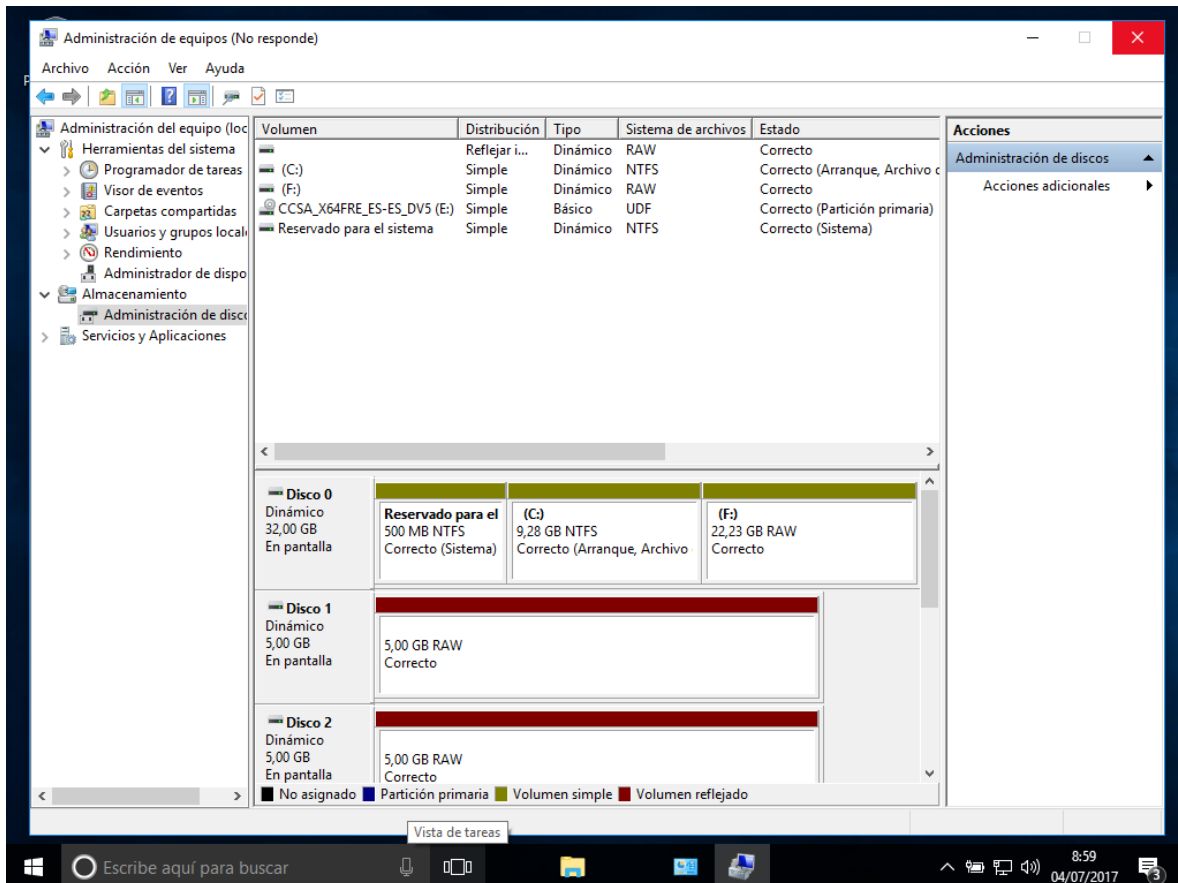 Administración de equipos (No responde)
Archivo Acción Ver Ayuda
Administración del equipo (loc
Herramientas del sistema
Programador de tareas
Visor de eventos
Carpetas compartidas
Usuarios y grupos local
Rendimiento
Administrador de dispo
Almacenamiento
Administración de disc
Servicios y Aplicaciones
Volumen Distribución Tipo Sistema de archivos Estado
Reflejar i... Dinámico RAW Correcto
(C:) Simple Dinámico NTFS Correcto (Arranque, Archivo d
(F:) Simple Dinámico RAW Correcto
CCSA_X64FRE_ES-ES_DV5 (E:) Simple Básico UDF Correcto (Partición primaria)
Reservado para el sistema Simple Dinámico NTFS Correcto (Sistema)
Acciones
Administración de discos
Acciones adicionales
Disco 0
Dinámico
32,00 GB
En pantalla
Reservado para el
500 MB NTFS
Correcto (Sistema)
(C:)
9,28 GB NTFS
Correcto (Arranque, Archivo
(F:)
22,23 GB RAW
Correcto
Disco 1
Dinámico
5,00 GB
En pantalla
5,00 GB RAW
Correcto
Disco 2
Dinámico
5,00 GB
En pantalla
5,00 GB RAW
Correcto
No asignado Partición primaria Volumen simple Volumen reflejado
Vista de tareas
Escribe aquí para buscar
8:59
04/07/2017
3